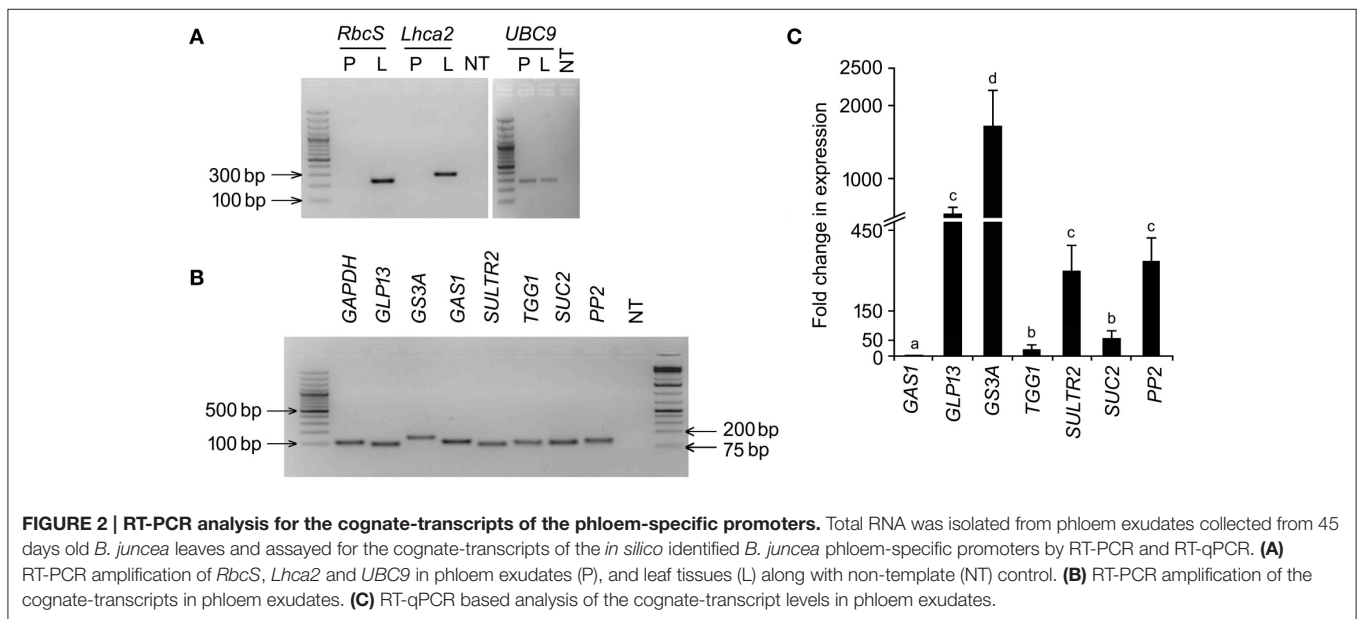 A
RbcS Lhca2 UBC9
P L P L NT P L NT
300 bp
100 bp
B
GAPDH GLP13 GS3A GAS1 SULTR2 TGG1 SUC2 PP2 NT
500 bp
100 bp
200 bp
75 bp
C
Fold change in expression
2500
2000
1000
450
150
50
0
a c d b c b c
GAS1 GLP13 GS3A TGG1 SULTR2 SUC2 PP2
FIGURE 2 | RT-PCR analysis for the cognate-transcripts of the phloem-specific promoters. Total RNA was isolated from phloem exudates collected from 45
days old B. juncea leaves and assayed for the cognate-transcripts of the in silico identified B. juncea phloem-specific promoters by RT-PCR and RT-qPCR. (A)
RT-PCR amplification of RbcS, Lhca2 and UBC9 in phloem exudates (P), and leaf tissues (L) along with non-template (NT) control. (B) RT-PCR amplification of the
cognate-transcripts in phloem exudates. (C) RT-qPCR based analysis of the cognate-transcript levels in phloem exudates.